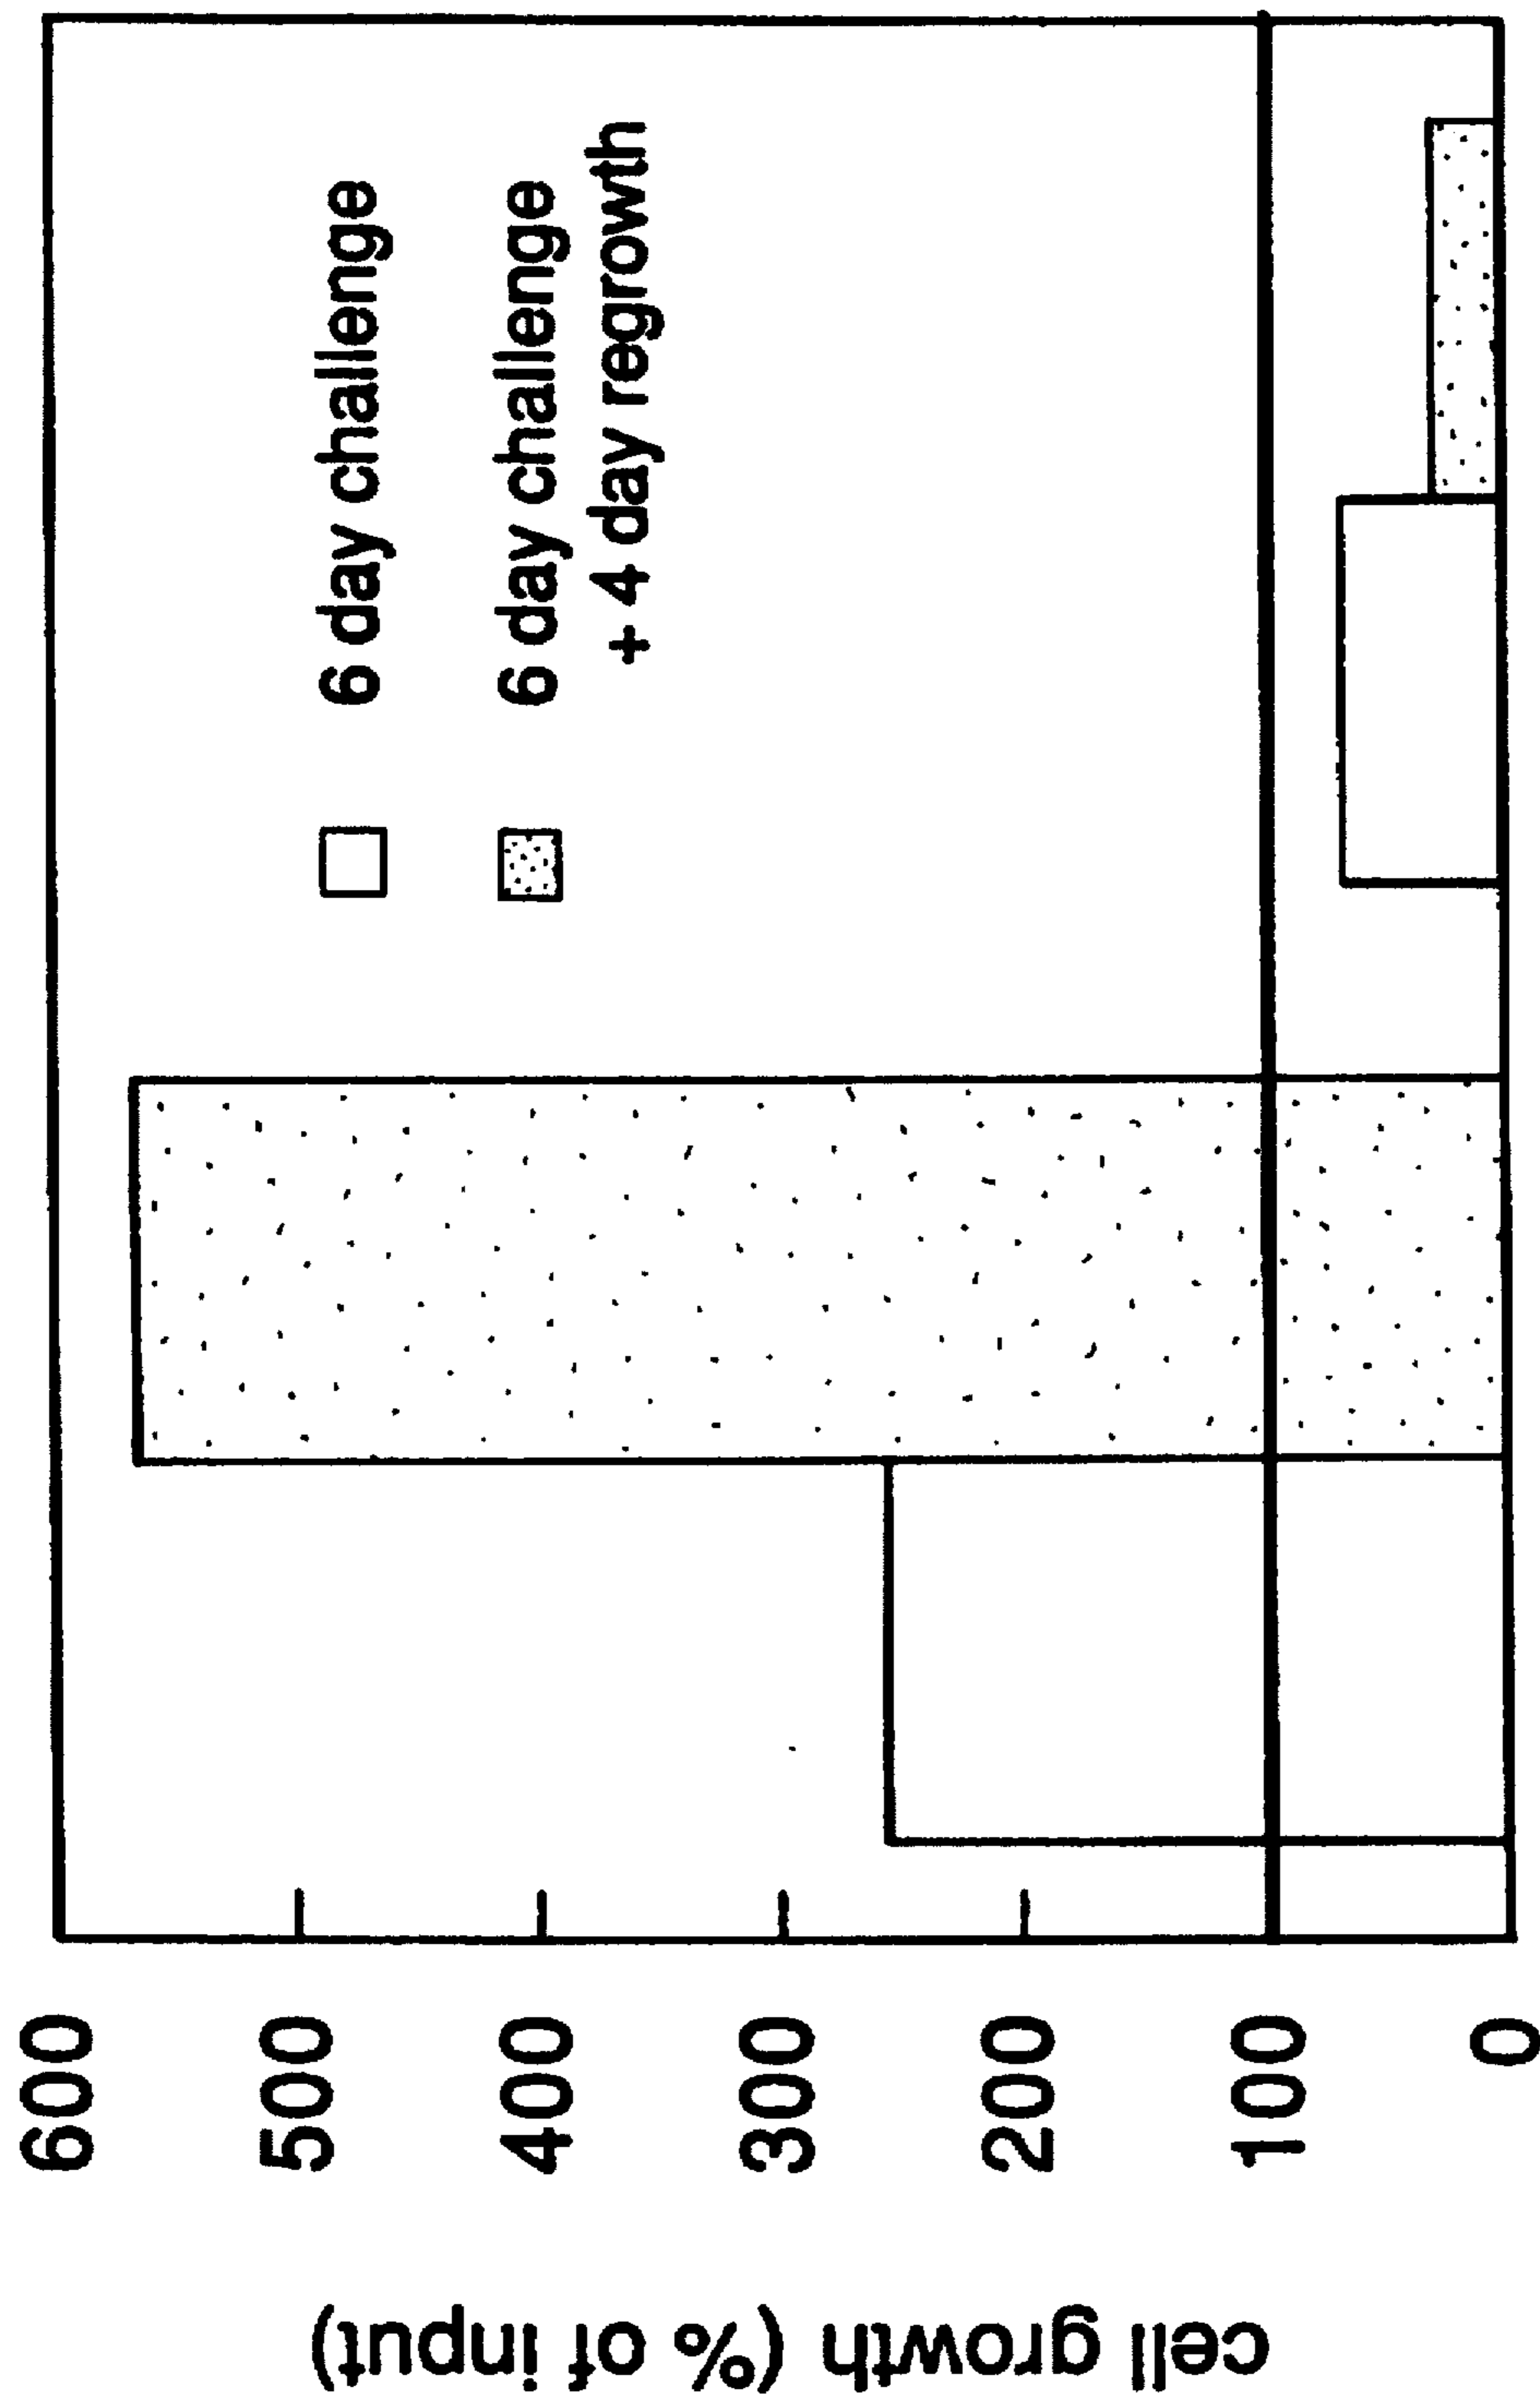 cell growth (% of input)
600
500
400
300
200
100
0
6 day challenge
6 day challenge
+ 4 day regrowth